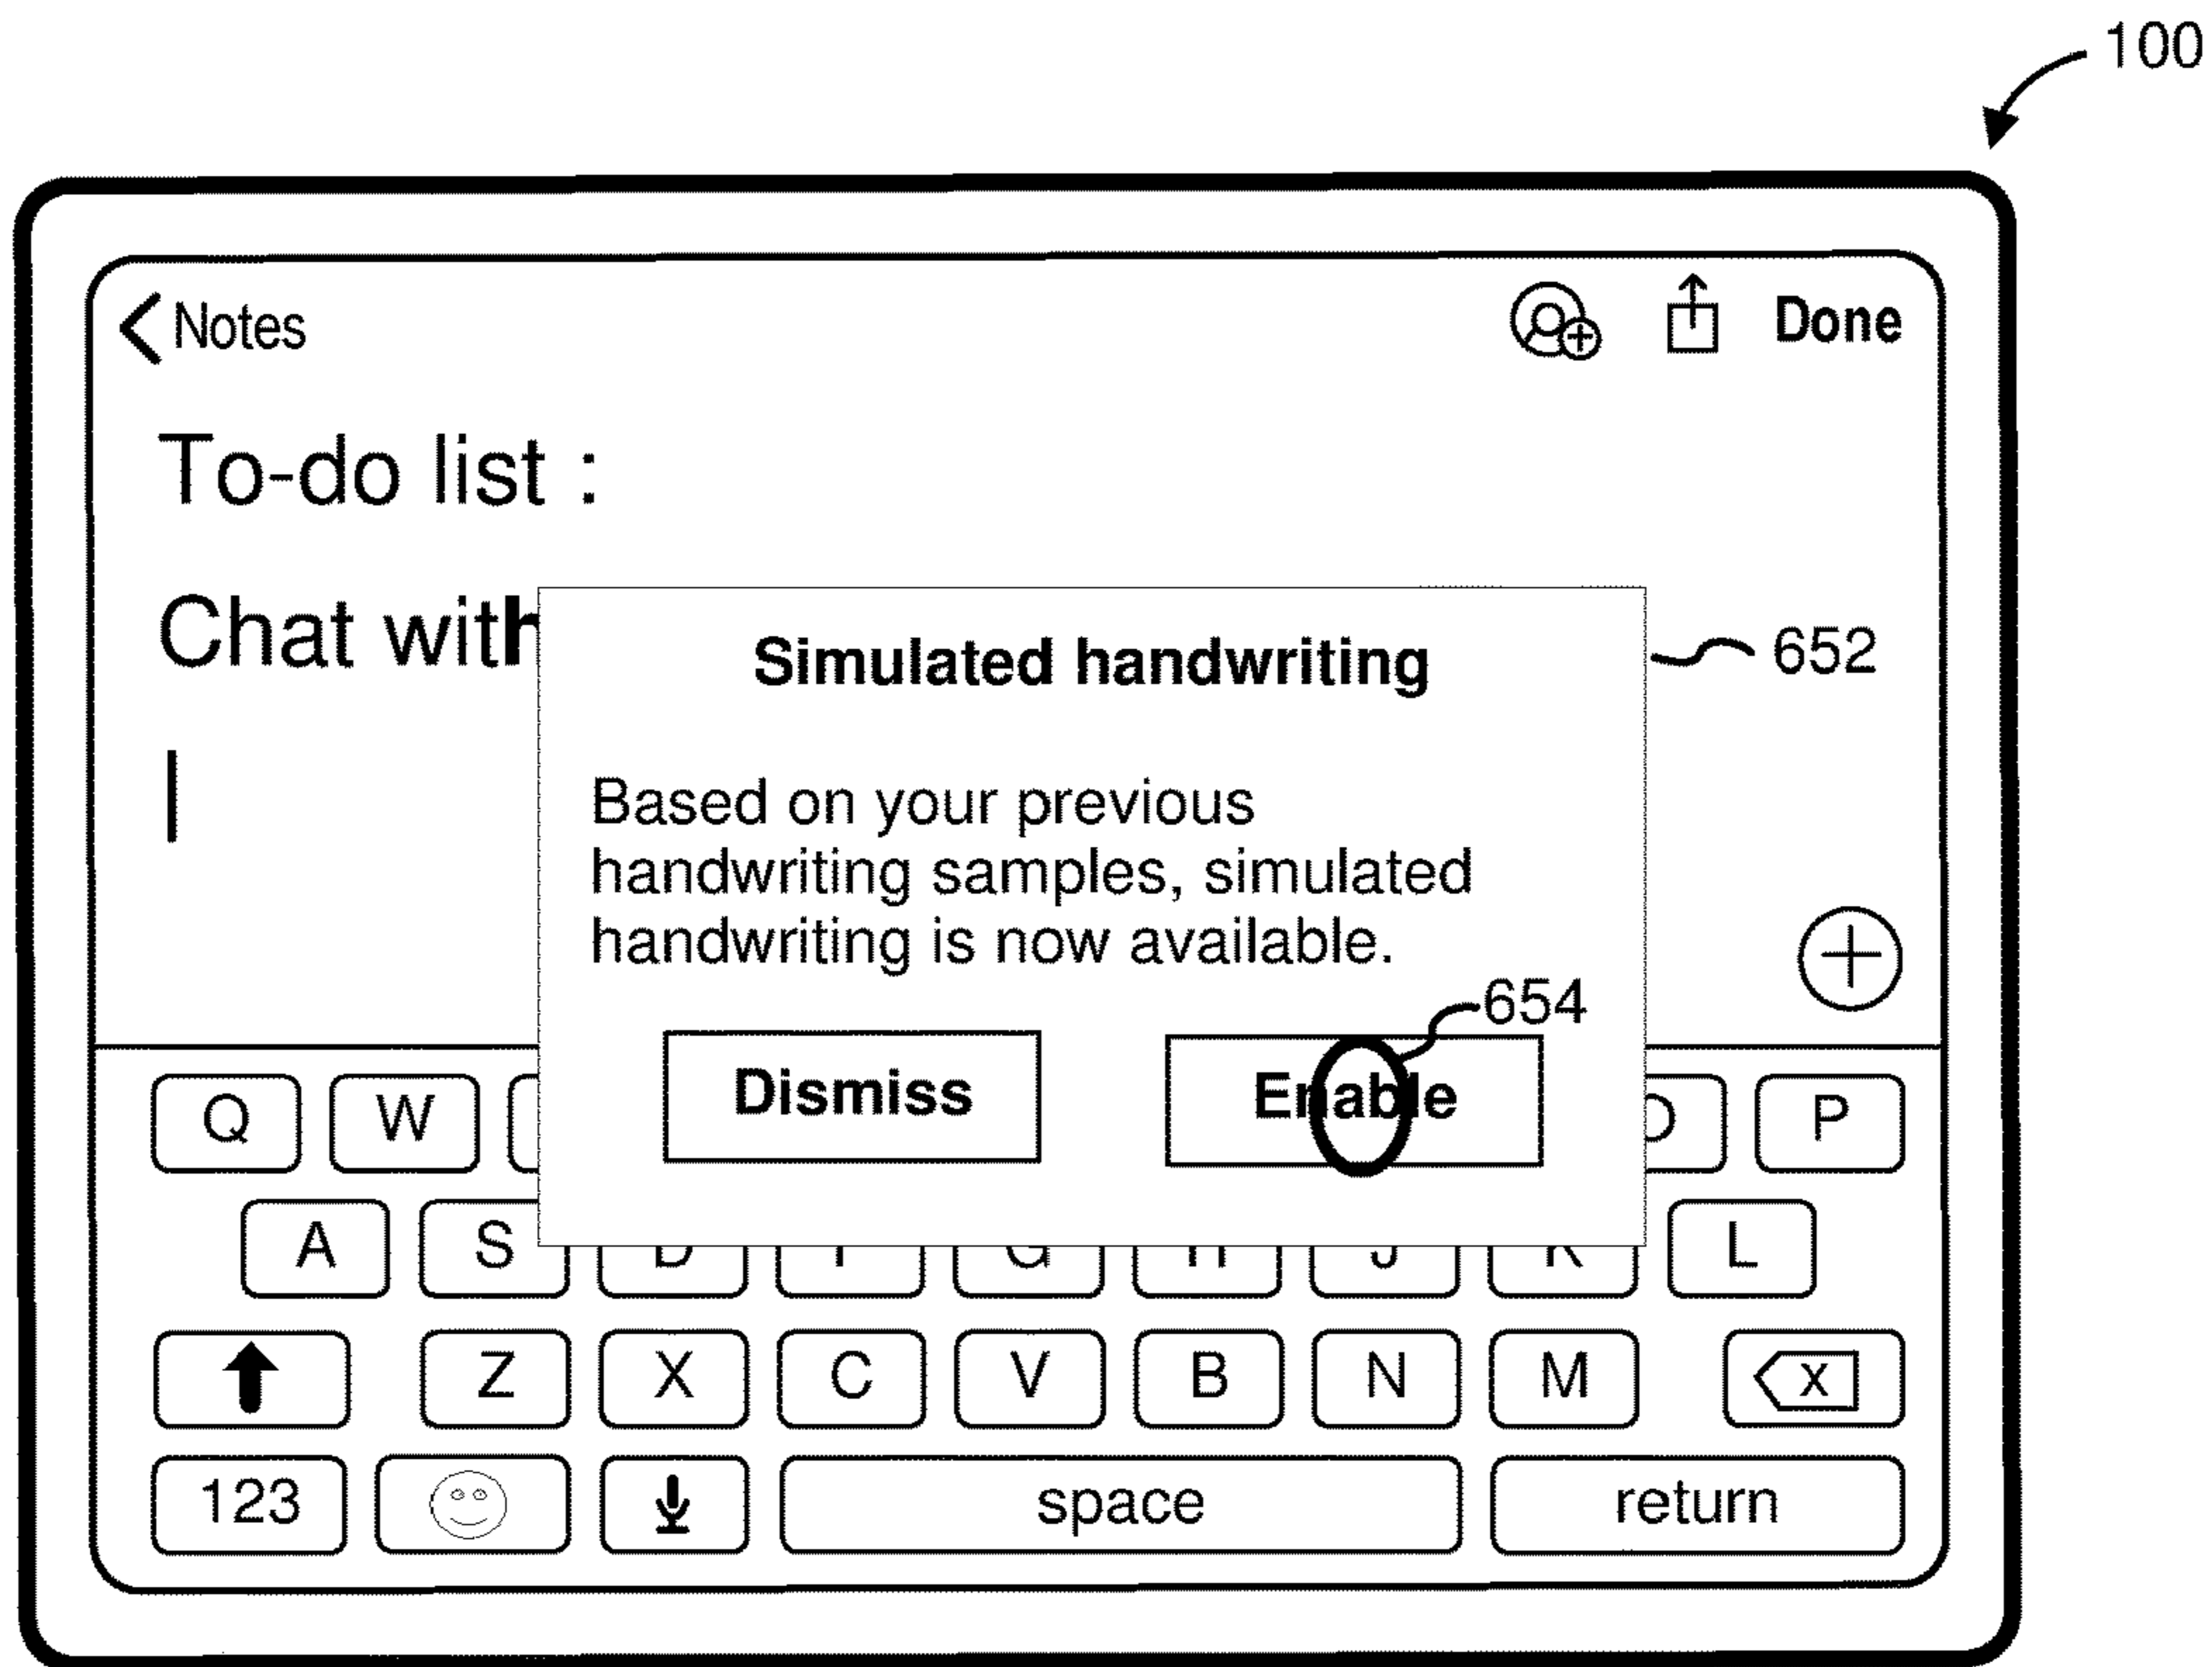 100
Notes Done
To-do list :
Chat with
Simulated handwriting
652
Based on your previous
handwriting samples, simulated
handwriting is now available.
654
Dismiss Enable
Q W O P
A S D F G H J K L
Z X C V B N M X
123 space return